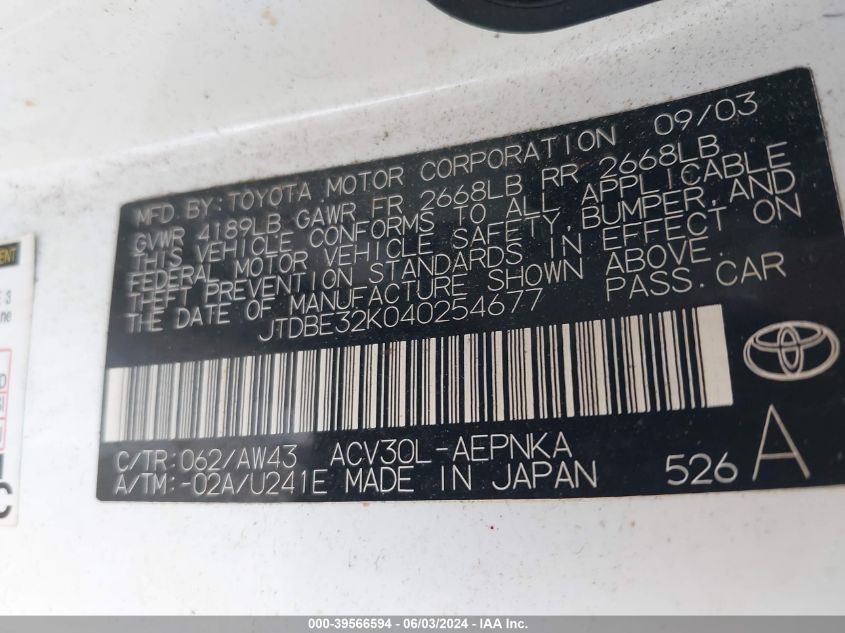 MFD. BY: TOYOTA MOTOR CORPORATION 09/03
GVWR 4189LB GAWR FR 2668LB RR 2668LB
THIS VEHICLE CONFORMS TO ALL APPLICABLE
FEDERAL MOTOR VEHICLE SAFETY, BUMPER, AND
THEFT PREVENTION STANDARDS IN EFFECT ON
THE DATE OF MANUFACTURE SHOWN ABOVE.
JTDBE32K040254677 PASS. CAR
C/TR: 062/AW43 ACV30L-AEPNKA
A/TM: -02A/U241E MADE IN JAPAN 526 A
000-39566594 - 06/03/2024 - IAA Inc.